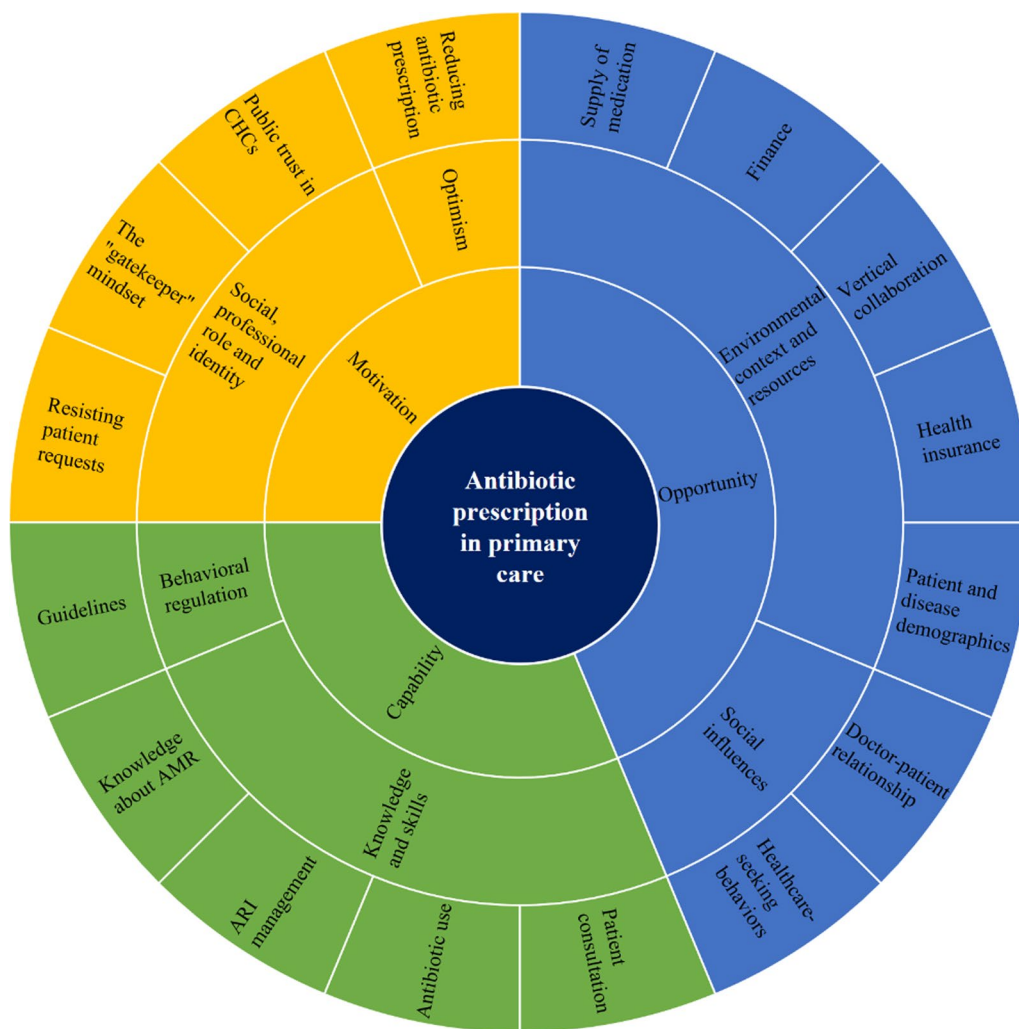 Antibiotic
prescription
in primary
care
Opportunity
Environmental
context and
resources
Supply of
medication
Finance
Vertical
collaboration
Health
insurance
Patient and
disease
demographics
Social
influences
Doctor-patient
relationship
Healthcare-
seeking
behaviors
Capability
Knowledge
and skills
Patient
consultation
Antibiotic use
ARI
management
Knowledge
about AMR
Behavioral
regulation
Guidelines
Motivation
Social,
professional
role and
identity
Resisting
patient
requests
The
"gatekeeper"
mindset
Public trust in
CHCs
Optimism
Reducing
antibiotic
prescription